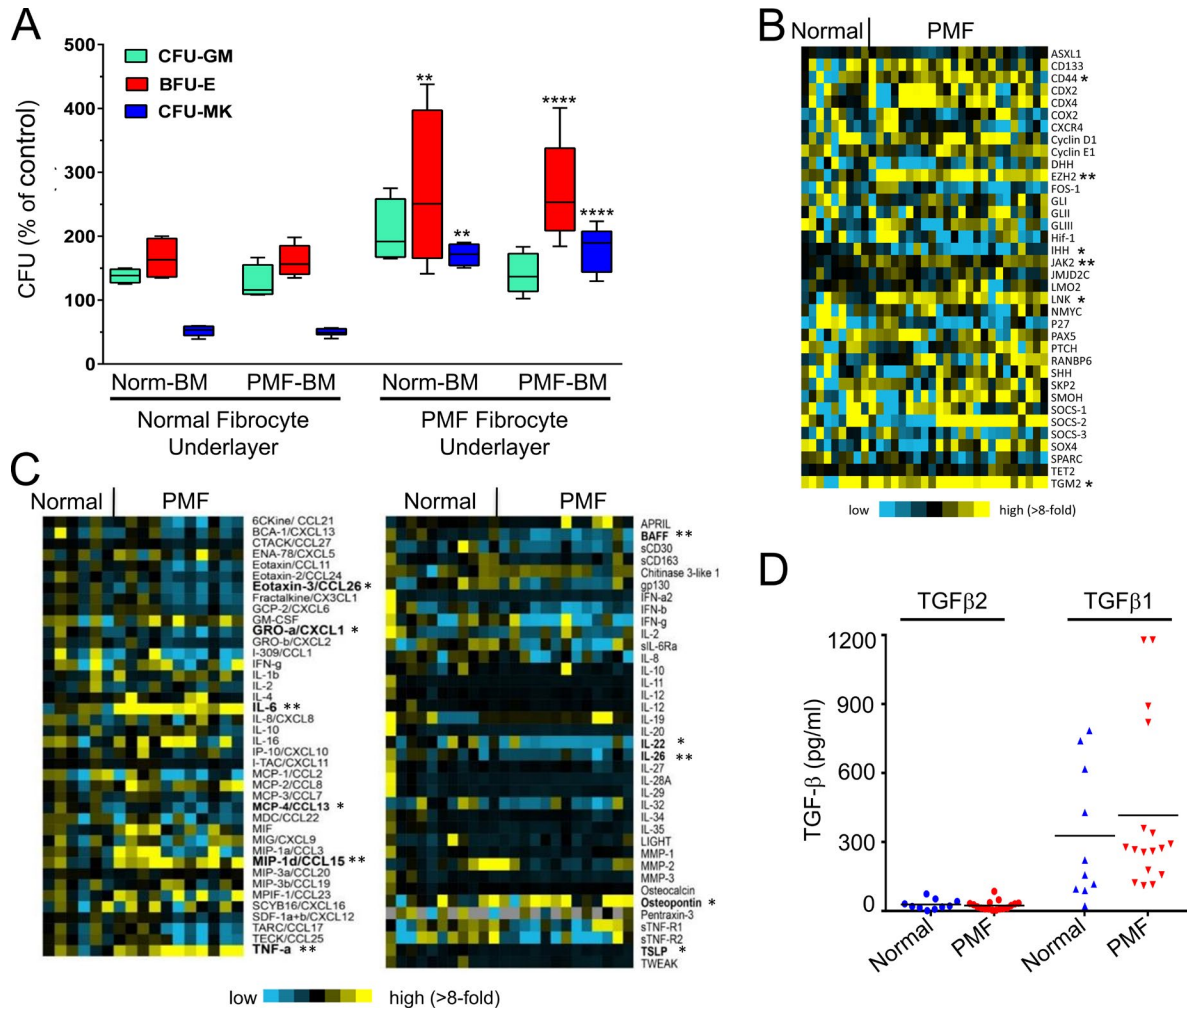 A
500
400
300
200
100
0
CFU (% of control)
CFU-GM
BFU-E
CFU-MK
**
**
****
****
Norm-BM
PMF-BM
Norm-BM
PMF-BM
Normal Fibrocyte
Underlayer
PMF Fibrocyte
Underlayer
B
Normal
PMF
ASXL1
CD133
CD44 *
CDX2
CDX4
COX2
CXCR4
Cyclin D1
Cyclin E1
DHH
EZH2 **
FOS-1
GLI
GLII
GLIII
Hif-1
IHH *
JAK2 **
JMJD2C
LMO2
LNK *
NMYC
P27
PAX5
PTCH
RANBP6
SHH
SKP2
SMOH
SOCS-1
SOCS-2
SOCS-3
SOX4
SPARC
TET2
TGM2 *
low
high (>8-fold)
C
Normal
PMF
6CKine/ CCL21
BCA-1/CXCL13
CTACK/CCL27
ENA-78/CXCL5
Eotaxin/CCL11
Eotaxin-2/CCL24
Eotaxin-3/CCL26 *
Fractalkine/CX3CL1
GCP-2/CXCL6
GM-CSF
GRO-a/CXCL1 *
GRO-b/CXCL2
I-309/CCL1
IFN-g
IL-1b
IL-2
IL-4
IL-6 **
IL-8/CXCL8
IL-10
IL-16
IP-10/CXCL10
I-TAC/CXCL11
MCP-1/CCL2
MCP-2/CCL8
MCP-3/CCL7
MCP-4/CCL13 *
MDC/CCL22
MIF
MIG/CXCL9
MIP-1a/CCL3
MIP-1d/CCL15 **
MIP-3a/CCL20
MIP-3b/CCL19
MPIF-1/CCL23
SCYB16/CXCL16
SDF-1a+b/CXCL12
TARC/CCL17
TECK/CCL25
TNF-a **
Normal
PMF
APRIL
BAFF **
sCD30
sCD163
Chitinase 3-like 1
gp130
IFN-a2
IFN-b
IFN-g
IL-2
sIL-6Ra
IL-8
IL-10
IL-11
IL-12
IL-12
IL-19
IL-20
IL-22 *
IL-26 **
IL-27
IL-28A
IL-29
IL-32
IL-34
IL-35
LIGHT
MMP-1
MMP-2
MMP-3
Osteocalcin
Osteopontin *
Pentraxin-3
sTNF-R1
sTNF-R2
TSLP *
TWEAK
low
high (>8-fold)
D
TGFβ2
TGFβ1
1200
900
600
300
0
TGF-β (pg/ml)
Normal
PMF
Normal
PMF